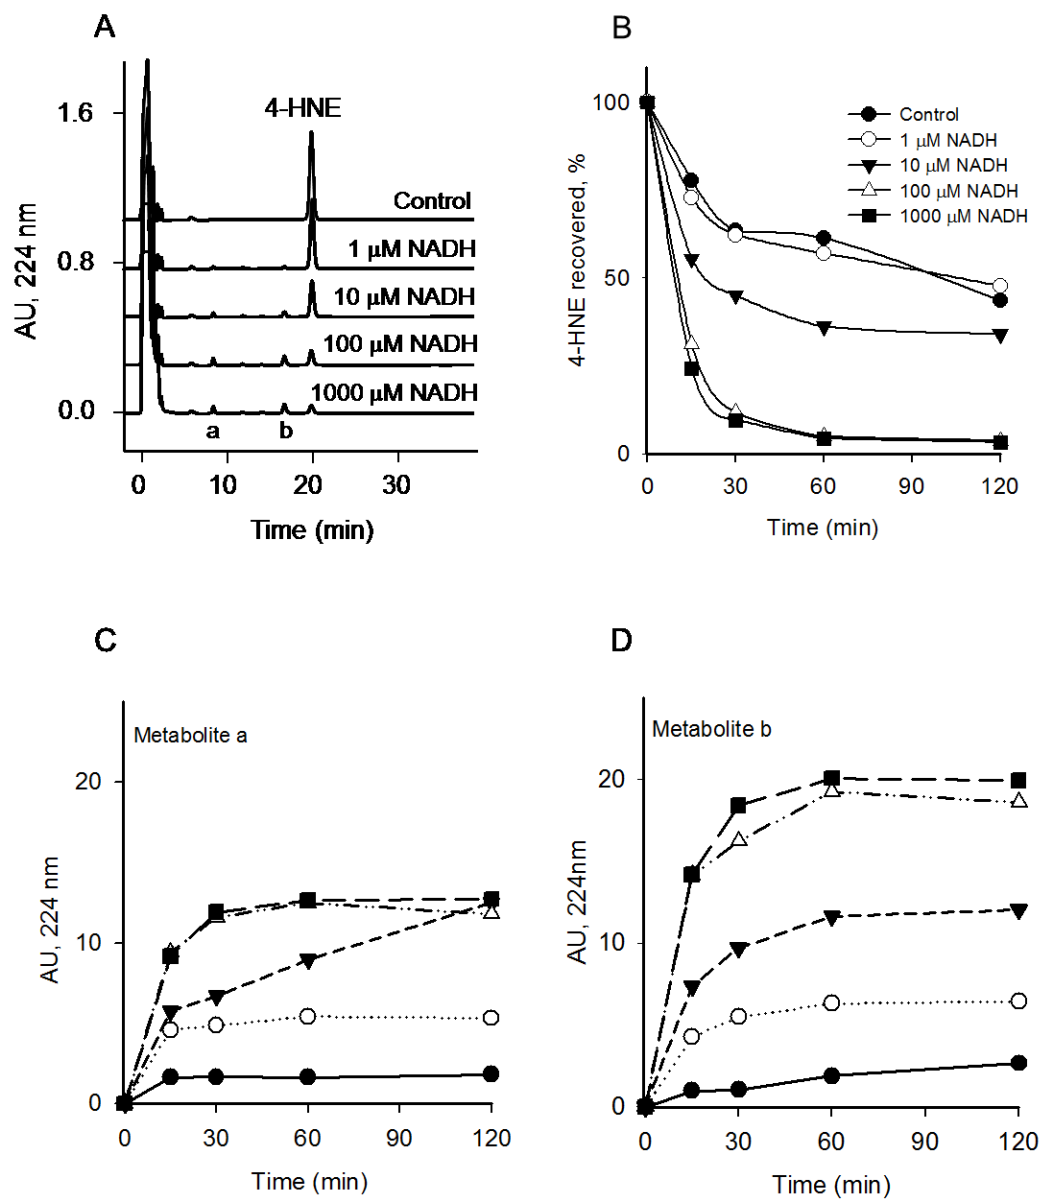 A
AU, 224 nm
1.6
0.8
0.0
4-HNE
Control
1 µM NADH
10 µM NADH
100 µM NADH
1000 µM NADH
a
b
0
10
20
30
Time (min)
B
4-HNE recovered, %
100
50
0
Control
1 µM NADH
10 µM NADH
100 µM NADH
1000 µM NADH
0
30
60
90
120
Time (min)
C
Metabolite a
AU, 224 nm
20
10
0
0
30
60
90
120
Time (min)
D
Metabolite b
AU, 224nm
20
10
0
0
30
60
90
120
Time (min)